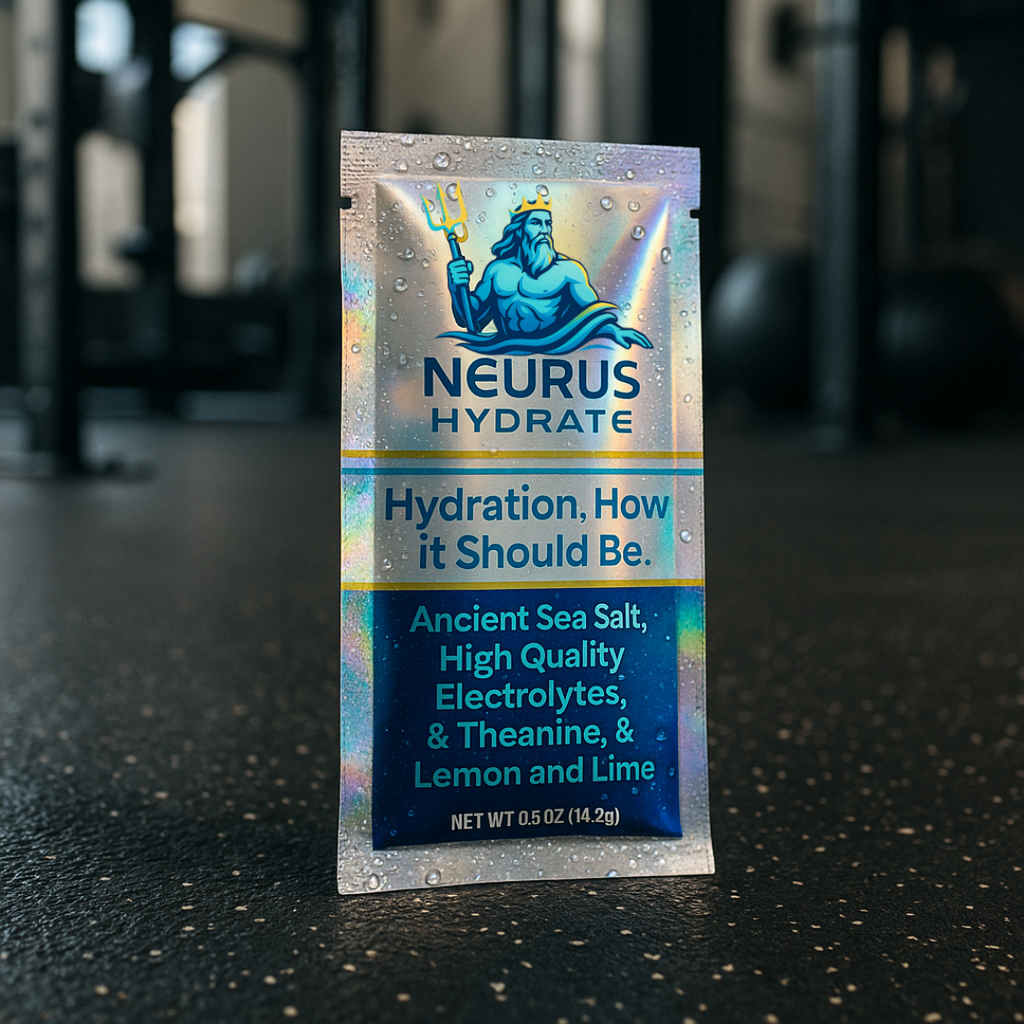 NEURUS
HYDRATE
Hydration, How
it Should Be.
Ancient Sea Salt,
High Quality
Electrolytes,
& Theanine, &
Lemon and Lime
NET WT 0.5 OZ (14.2g)